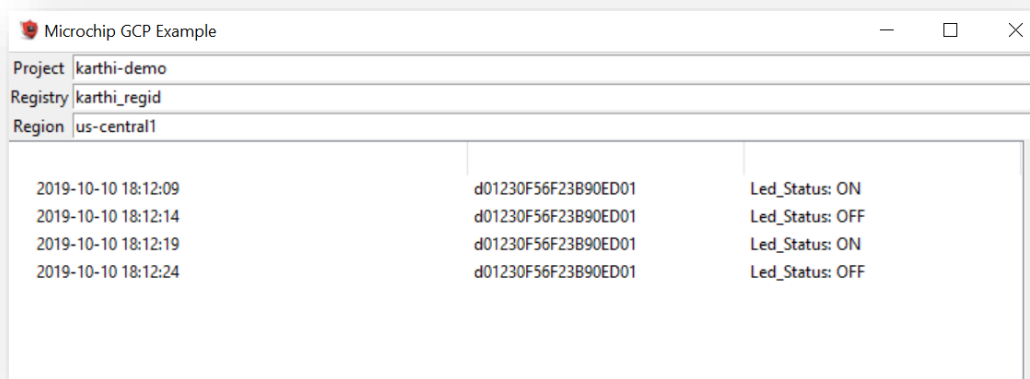 Microchip GCP Example
Project karthi-demo
Registry karthi_regid
Region us-central1
2019-10-10 18:12:09 d01230F56F23B90ED01 Led_Status: ON
2019-10-10 18:12:14 d01230F56F23B90ED01 Led_Status: OFF
2019-10-10 18:12:19 d01230F56F23B90ED01 Led_Status: ON
2019-10-10 18:12:24 d01230F56F23B90ED01 Led_Status: OFF